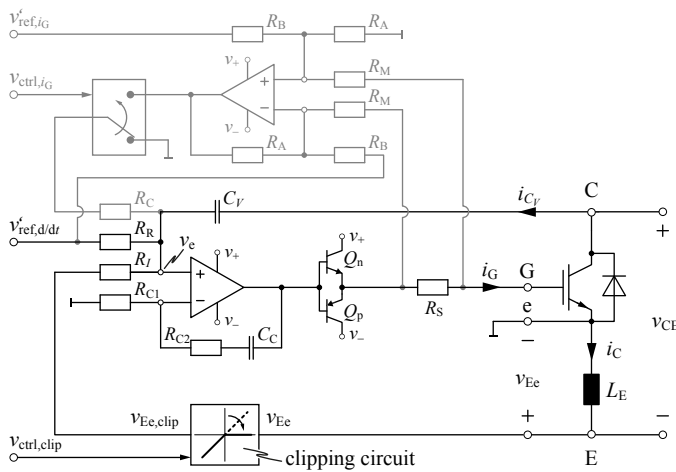 v'ref,iG
RB
RA
vctrl,iG
v+
+
RM
−
RM
v−
RA
RB
RC
CV
iCV
C
v'ref,d/dt
RR
ve
v+
v+
+
RI
+
Qn
iG
G
RC1
−
RS
e
Qp
v−
v−
−
vCE
RC2
CC
iC
vEe
LE
vEe,clip
vEe
+
−
vctrl,clip
clipping circuit
E